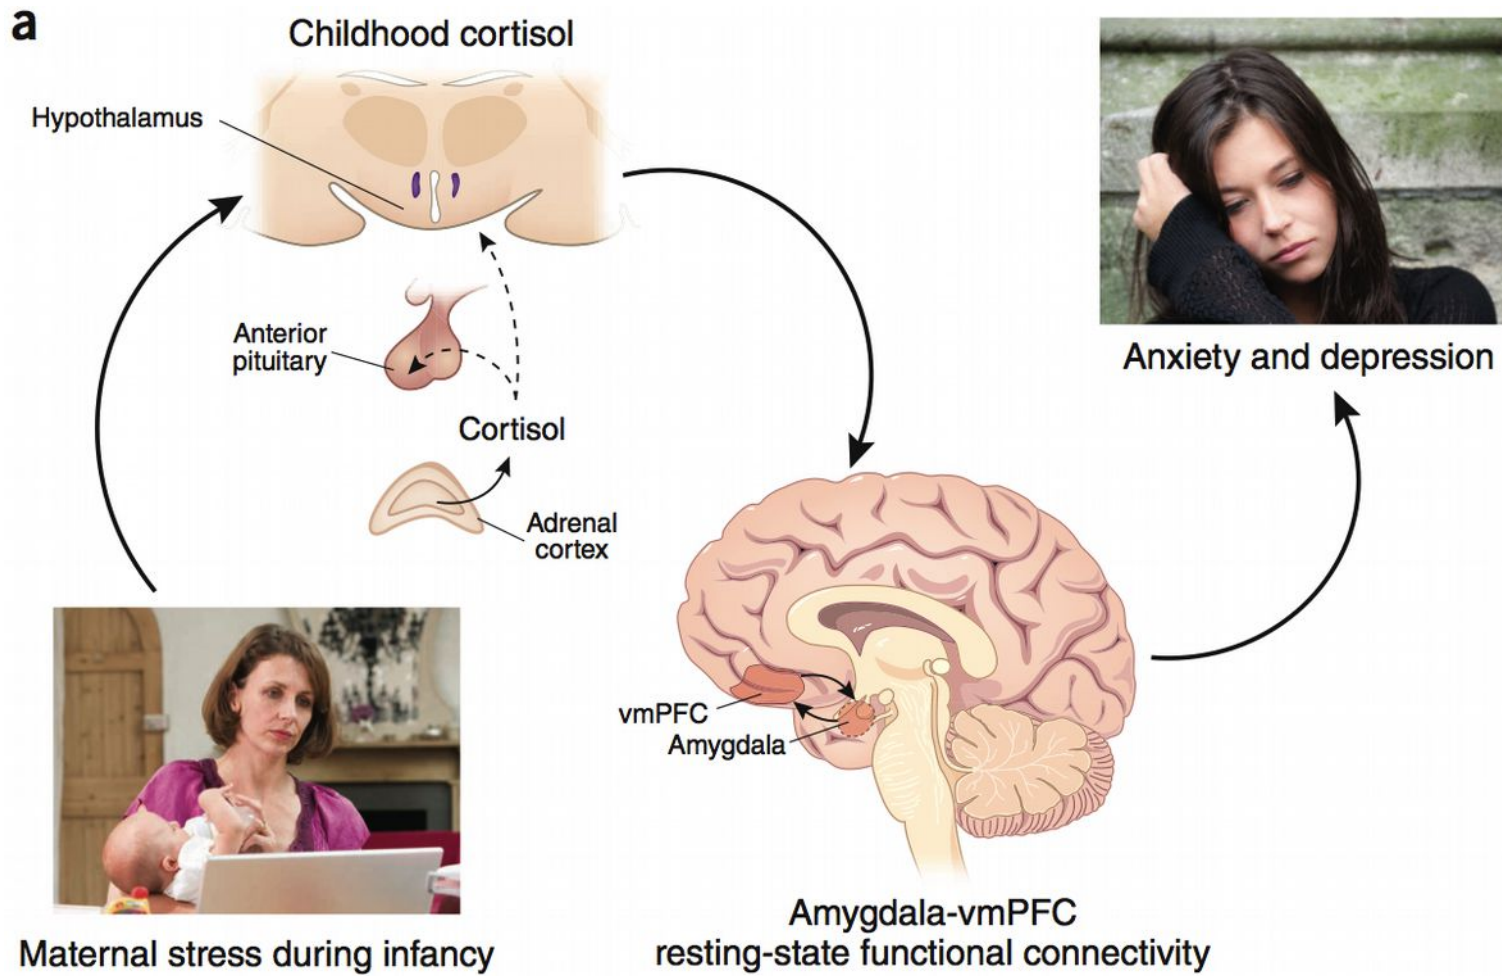 a
Childhood cortisol
Hypothalamus
Anterior
pituitary
Cortisol
Adrenal
cortex
Maternal stress during infancy
vmPFC
Amygdala
Amygdala-vmPFC
resting-state functional connectivity
Anxiety and depression